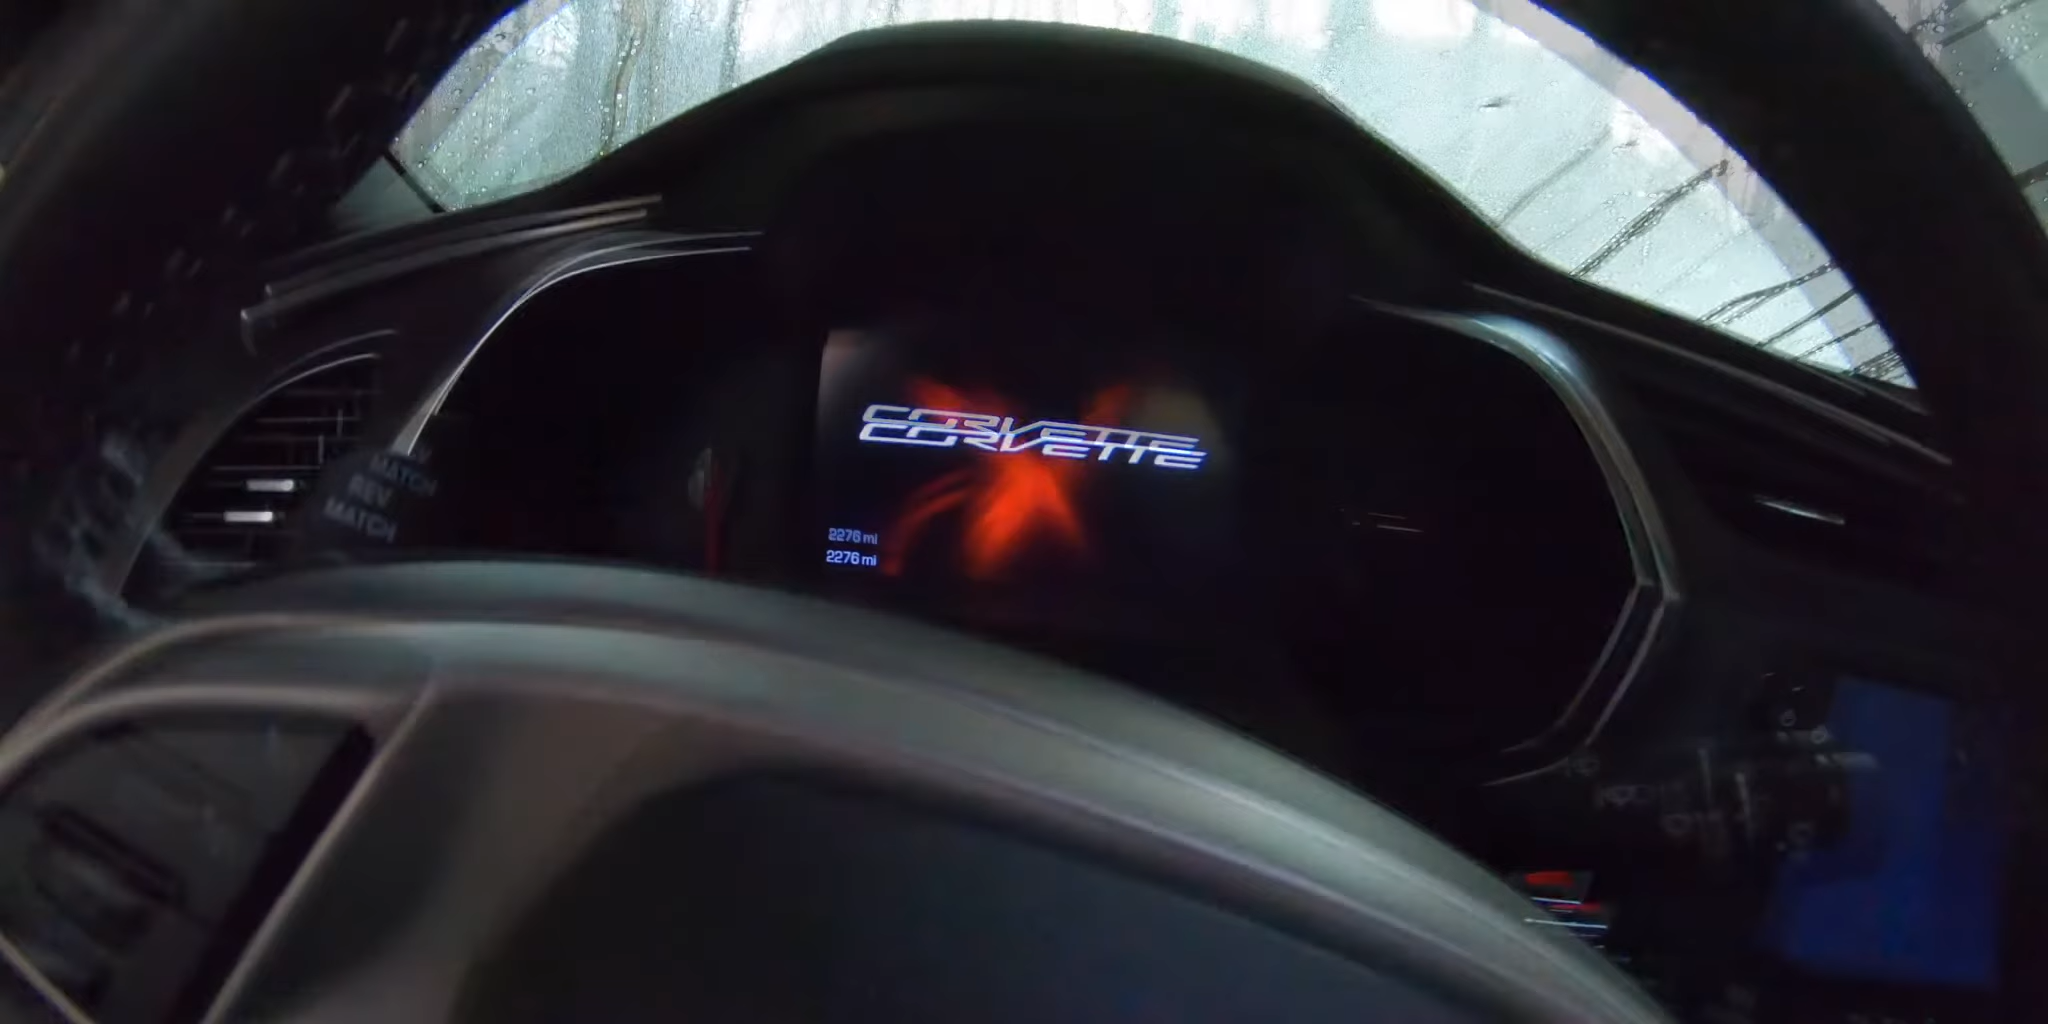 CORVETTE
CORVETTE
REV
MATCH
REV
MATCH
2276 mi
2276 mi